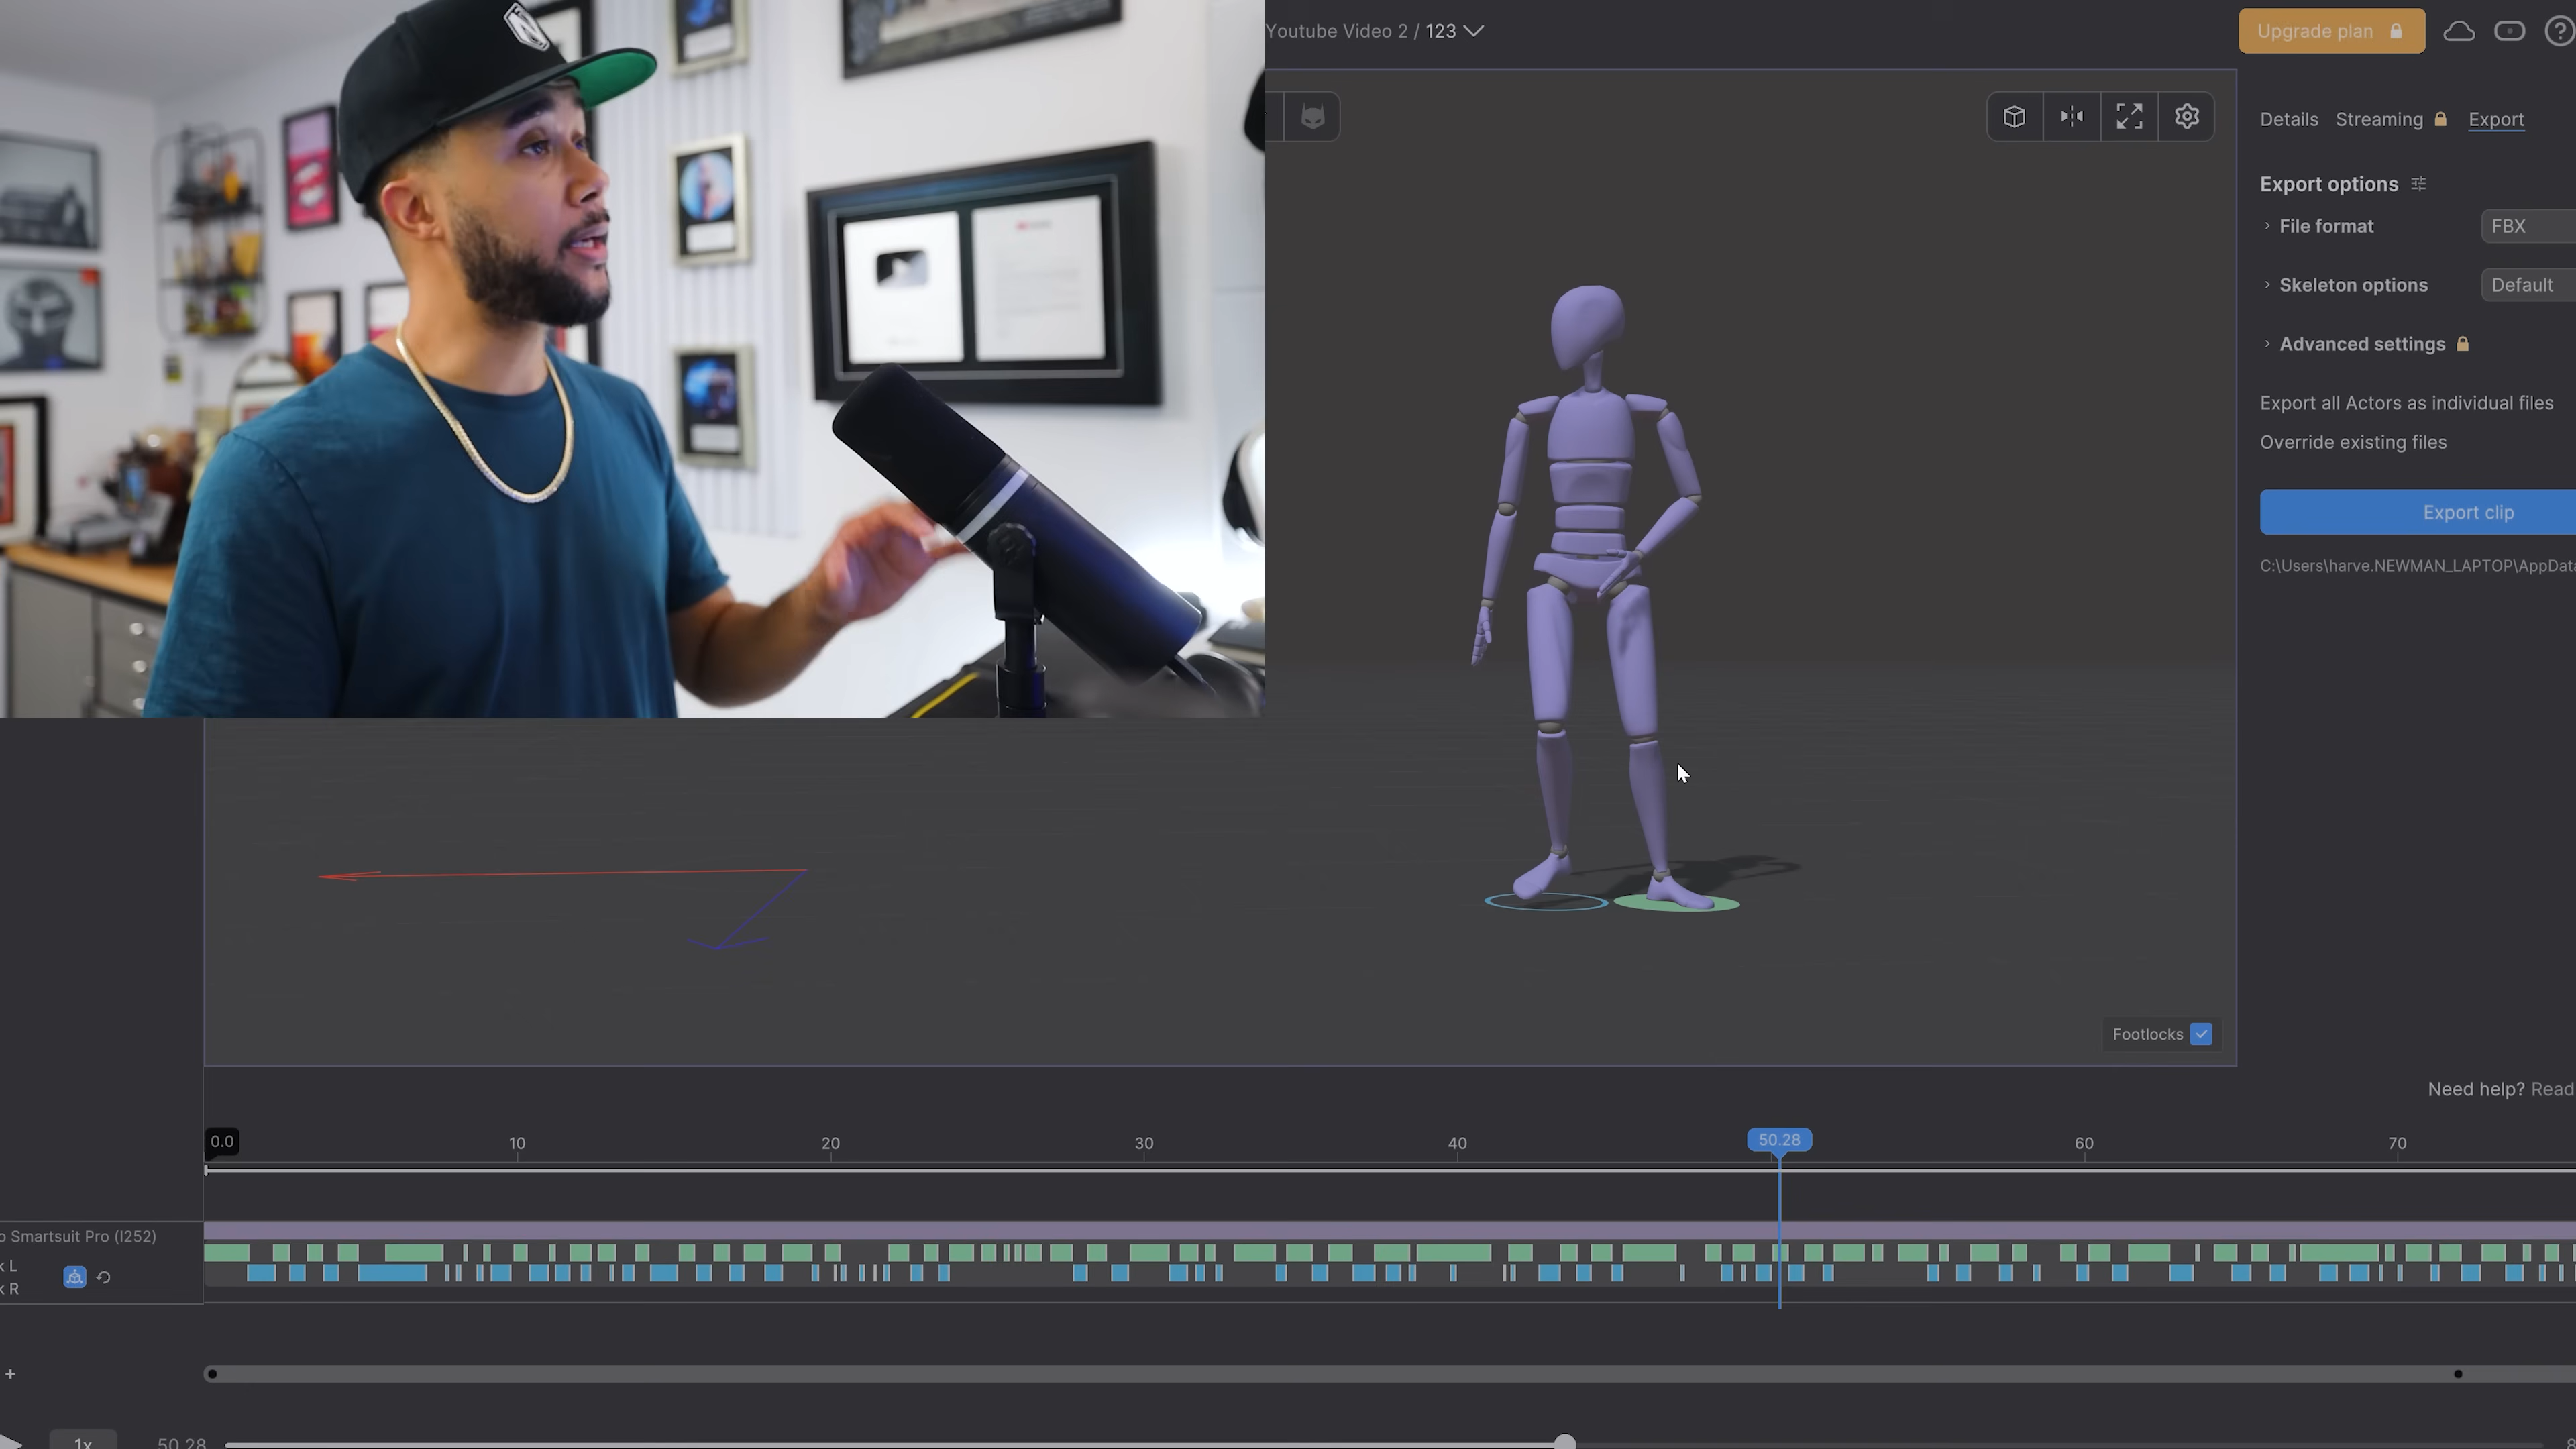 Youtube Video 2 / 123
Upgrade plan
Details Streaming Export
Export options
File format FBX
Skeleton options Default
Advanced settings
Export all Actors as individual files
Override existing files
Export clip
C:\Users\harve.NEWMAN_LAPTOP\AppData
Footlocks
Need help? Read
0.0 10 20 30 40 50.28 60 70
o Smartsuit Pro (I252)
k L
k R
1x 50.28